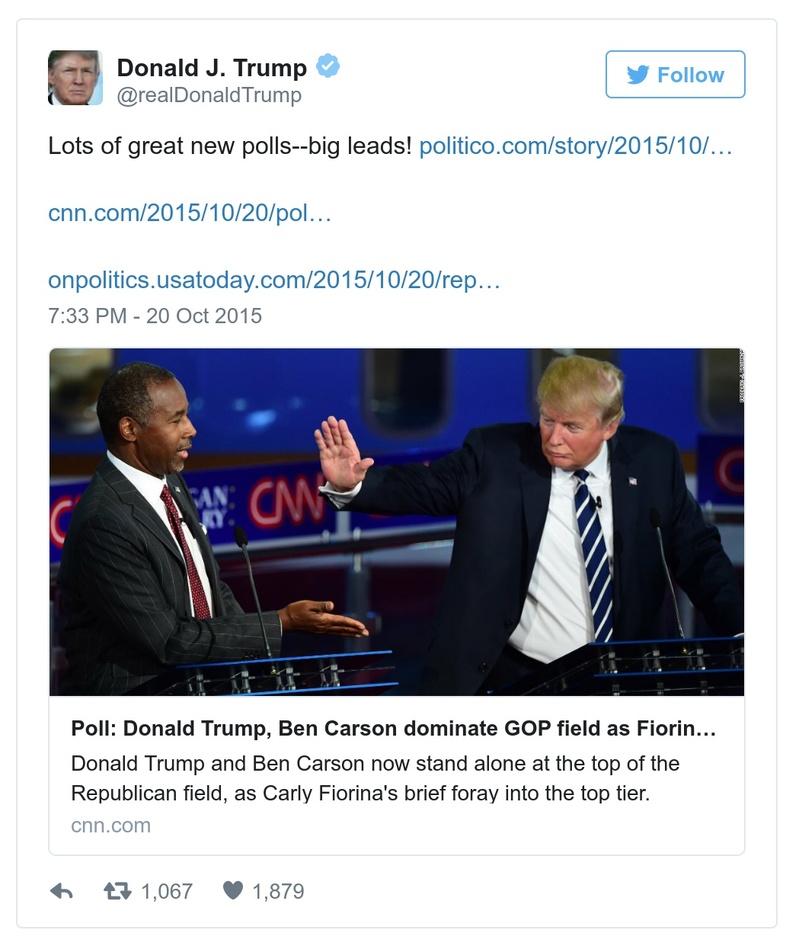 Donald J. Trump
@realDonaldTrump
Follow
Lots of great new polls--big leads! politico.com/story/2015/10/…
cnn.com/2015/10/20/pol…
onpolitics.usatoday.com/2015/10/20/rep…
7:33 PM - 20 Oct 2015
CNN
Poll: Donald Trump, Ben Carson dominate GOP field as Fiorin…
Donald Trump and Ben Carson now stand alone at the top of the
Republican field, as Carly Fiorina's brief foray into the top tier.
cnn.com
1,067
1,879